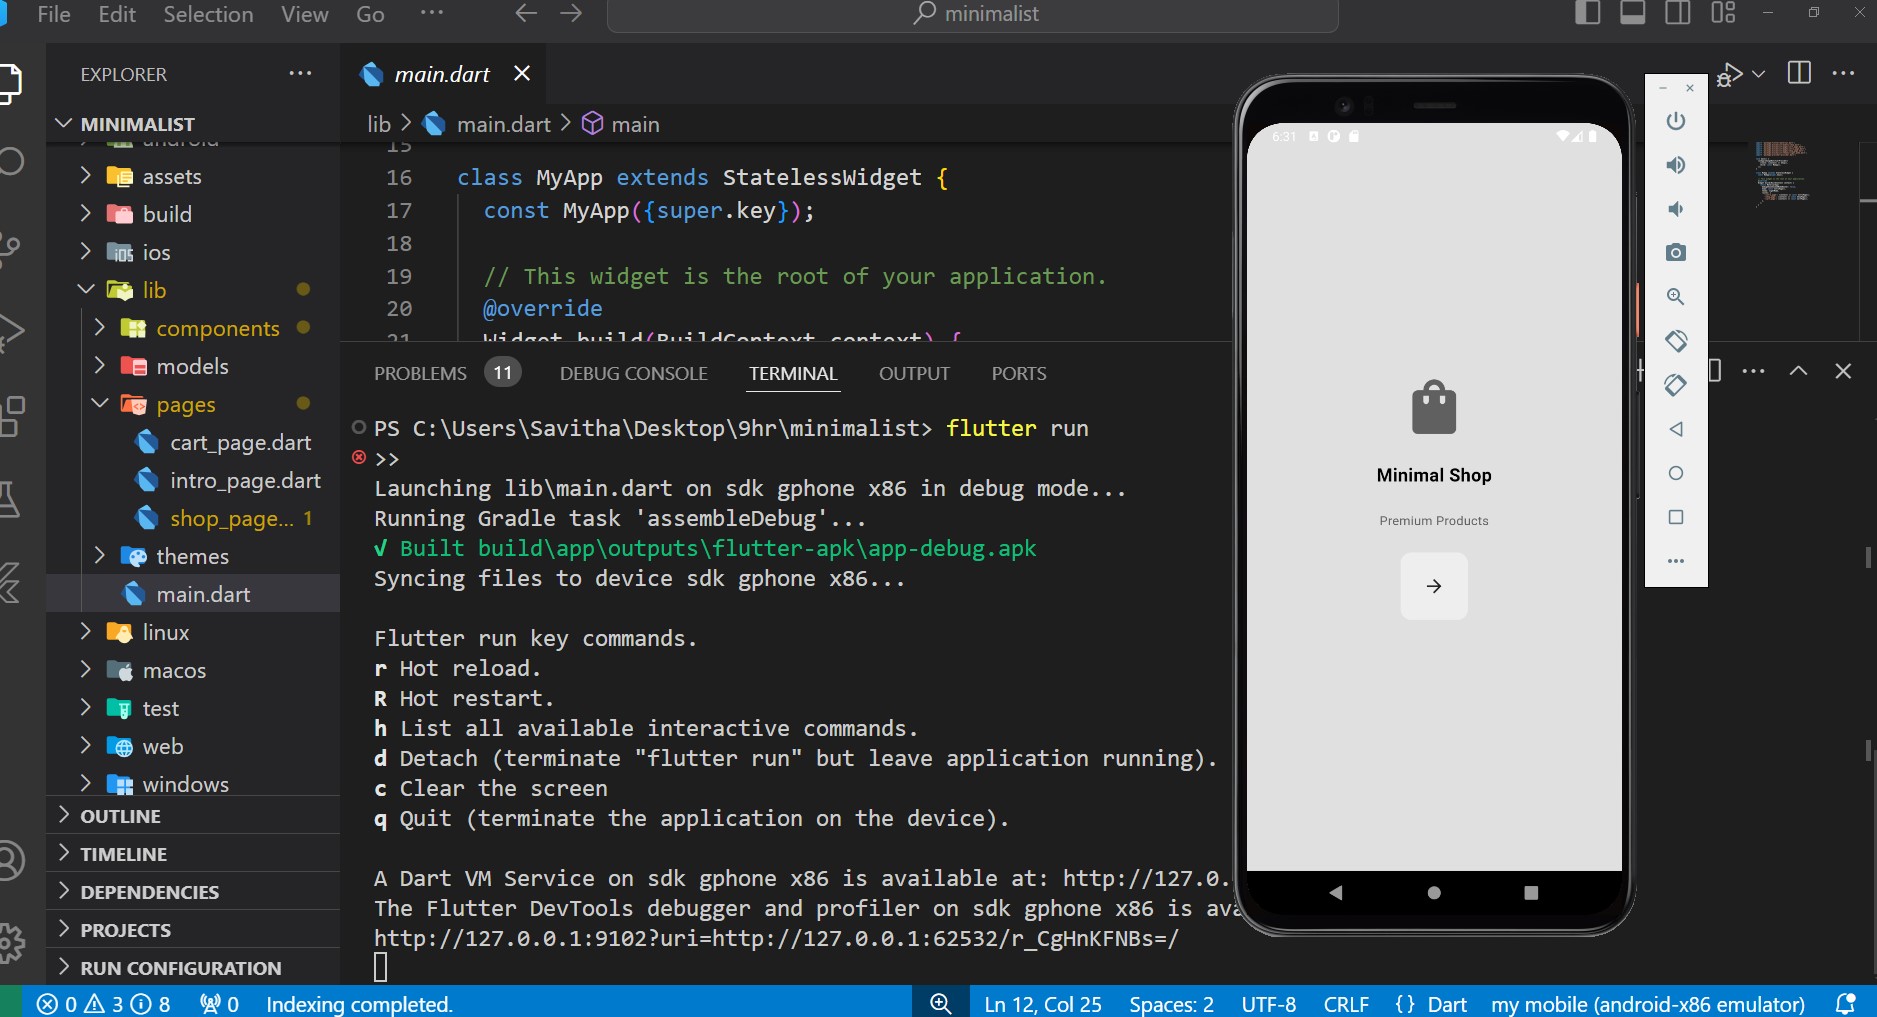 File Edit Selection View Go ... minimalist
EXPLORER ...
MINIMALIST
android
assets
build
ios
lib
components
models
pages
cart_page.dart
intro_page.dart
shop_page... 1
themes
main.dart
linux
macos
test
web
windows
OUTLINE
TIMELINE
DEPENDENCIES
PROJECTS
RUN CONFIGURATION
main.dart
lib > main.dart > main
15
16 class MyApp extends StatelessWidget {
17 const MyApp({super.key});
18
19 // This widget is the root of your application.
20 @override
21 Widget build(BuildContext context) {
PROBLEMS 11 DEBUG CONSOLE TERMINAL OUTPUT PORTS
PS C:\Users\Savitha\Desktop\9hr\minimalist> flutter run
>>
Launching lib\main.dart on sdk gphone x86 in debug mode...
Running Gradle task 'assembleDebug'...
√ Built build\app\outputs\flutter-apk\app-debug.apk
Syncing files to device sdk gphone x86...
Flutter run key commands.
r Hot reload.
R Hot restart.
h List all available interactive commands.
d Detach (terminate "flutter run" but leave application running).
c Clear the screen
q Quit (terminate the application on the device).
A Dart VM Service on sdk gphone x86 is available at: http://127.0.
The Flutter DevTools debugger and profiler on sdk gphone x86 is ava
http://127.0.0.1:9102?uri=http://127.0.0.1:62532/r_CgHnKFNBs=/
6:31
Minimal Shop
Premium Products
0 3 8 0 Indexing completed. Ln 12, Col 25 Spaces: 2 UTF-8 CRLF {} Dart my mobile (android-x86 emulator)